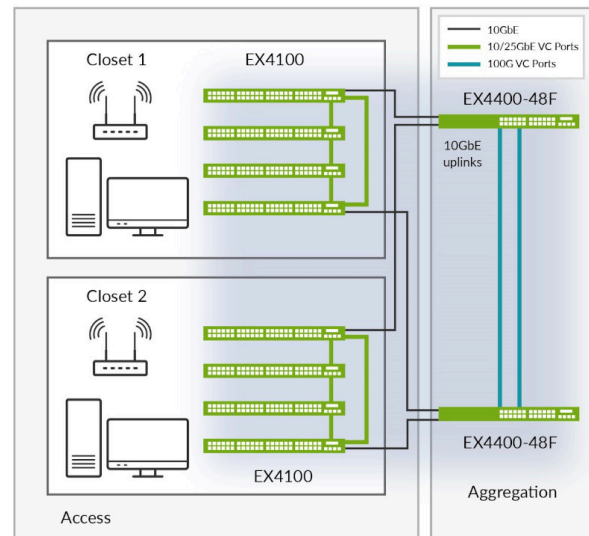 10GbE
10/25GbE VC Ports
100G VC Ports
Closet 1
EX4100
EX4400-48F
10GbE
uplinks
Closet 2
EX4100
EX4400-48F
Aggregation
Access